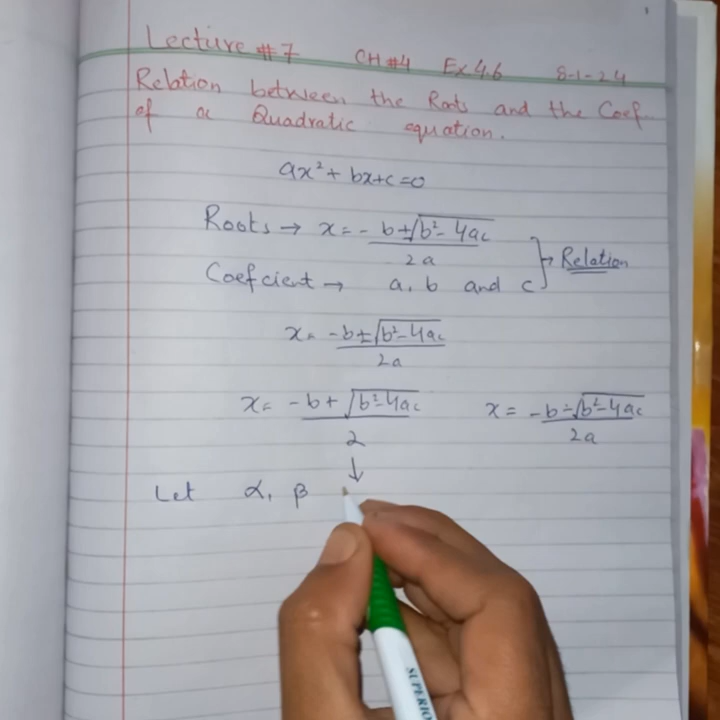 Lecture #7 CH #4 Ex 4.6 8-1-24
Relation between the Roots and the Coef
of a Quadratic equation.
ax² + bx+c=0
Roots → x = - b±√b²-4ac / 2a
Coefcient → a, b and c } → Relation
x = -b±√b²-4ac / 2a
x = -b + √b²-4ac / 2 x = -b-√b²-4ac / 2a
↓
Let α, β
SUPERIO